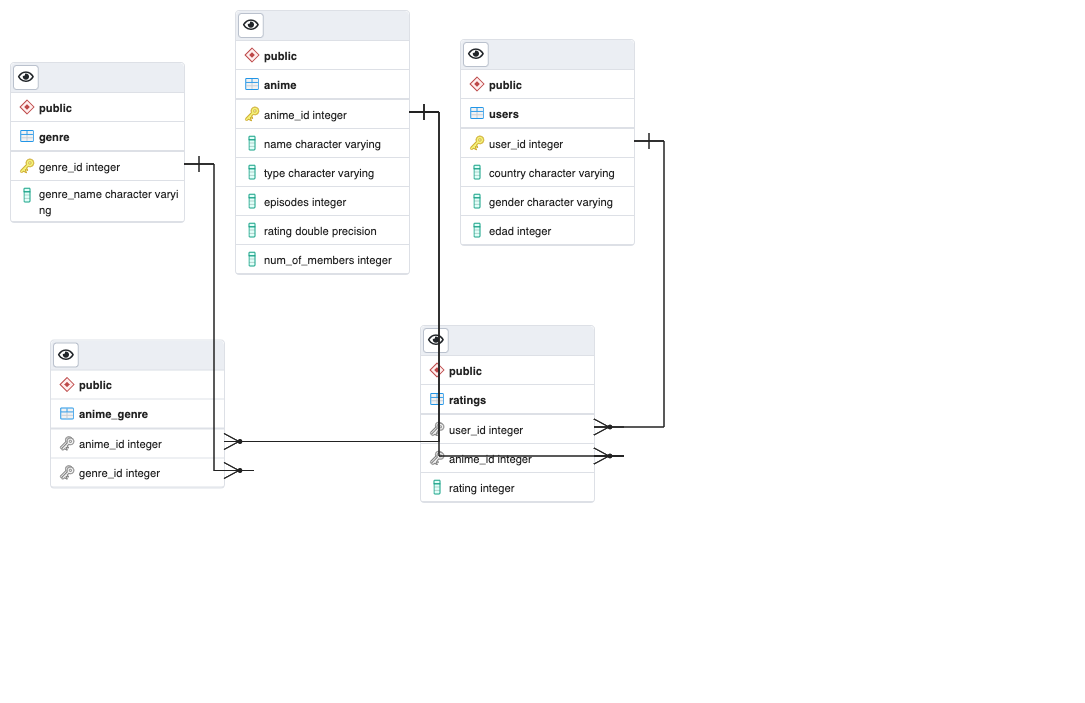 public
genre
genre_id integer
genre_name character varyi
ng
public
anime
anime_id integer
name character varying
type character varying
episodes integer
rating double precision
num_of_members integer
public
users
user_id integer
country character varying
gender character varying
edad integer
public
anime_genre
anime_id integer
genre_id integer
public
ratings
user_id integer
anime_id integer
rating integer